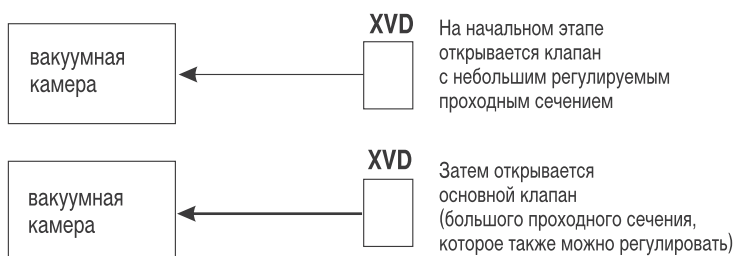 XVD
вакуумная
камера
На начальном этапе
открывается клапан
с небольшим регулируемым
проходным сечением
XVD
вакуумная
камера
Затем открывается
основной клапан
(большого проходного сечения,
которое также можно регулировать)